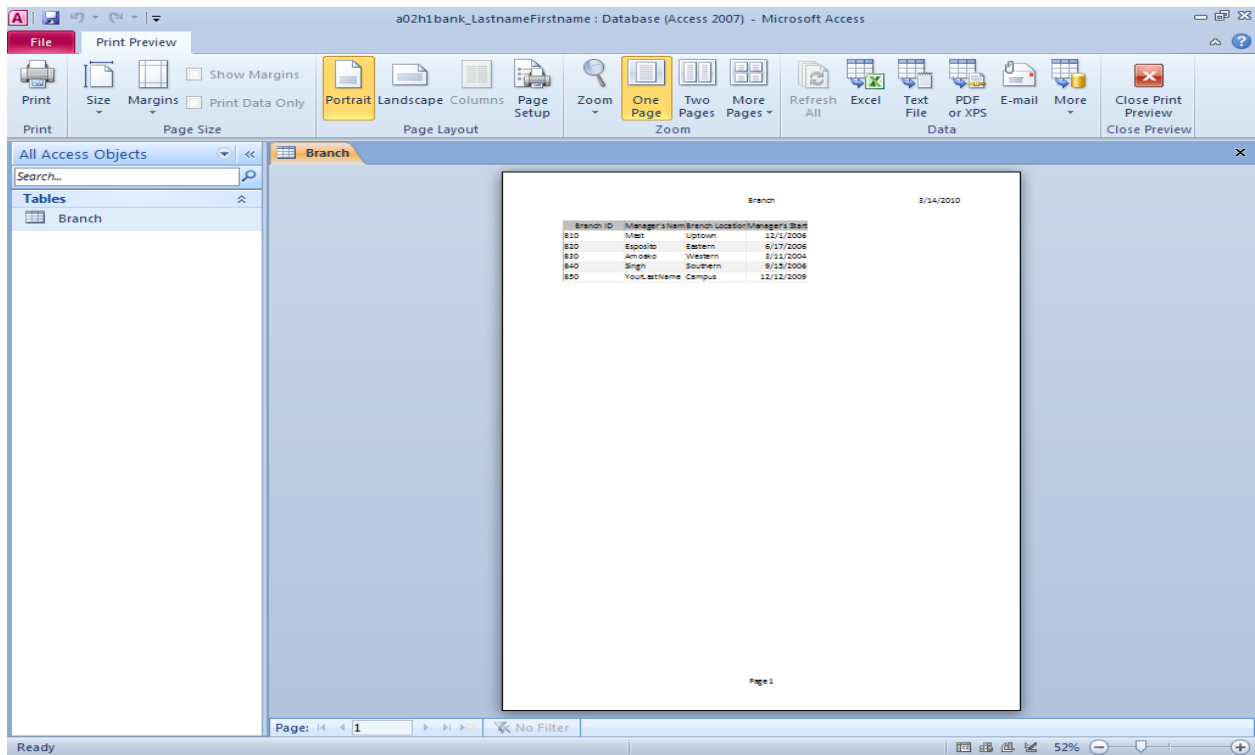 a02h1bank_LastnameFirstname : Database (Access 2007) - Microsoft Access
File Print Preview
Print Size Margins Show Margins Print Data Only Portrait Landscape Columns Page Setup Zoom One Page Two Pages More Pages Refresh All Excel Text File PDF or XPS E-mail More Close Print Preview
Print Page Size Page Layout Zoom Data Close Preview
All Access Objects
Branch
Search...
Tables
Branch
Branch 3/14/2010
Branch ID Manager's Nam Branch Location Manager's Start
B10 Mast Uptown 12/1/2006
B20 Esposito Eastern 6/17/2006
B30 Amoako Western 3/11/2004
B40 Singh Southern 9/15/2006
B50 YourLastName Campus 12/12/2009
Page 1
Page: 1 No Filter
Ready 52%